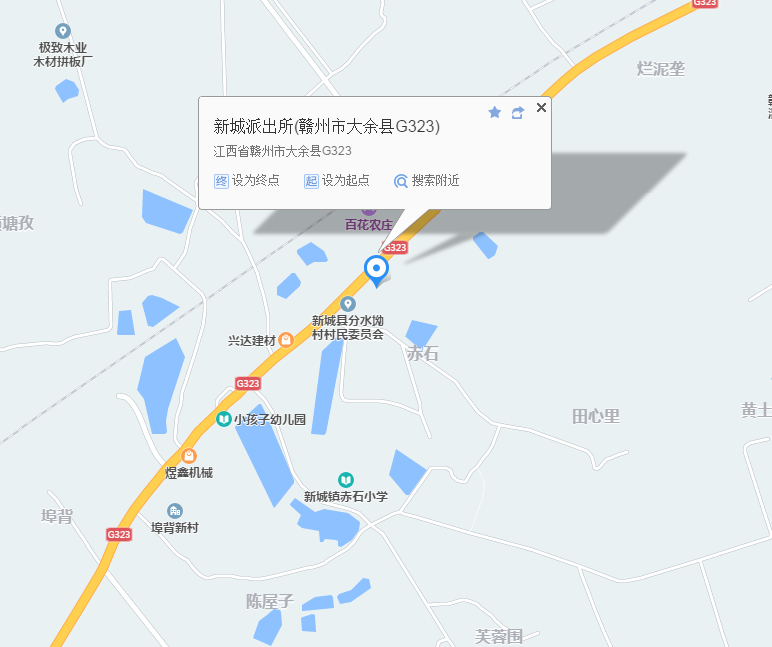 G323
极致木业
木材拼板厂
烂泥垄
新城派出所(赣州市大余县G323)
江西省赣州市大余县G323
终 设为终点 起 设为起点 搜索附近
塘孜
百花农庄
G323
新城县分水坳
村村民委员会
兴达建材
赤石
G323
小孩子幼儿园
田心里
黄土
煜鑫机械
新城镇赤石小学
埠背
埠背新村
G323
陈屋子
芙蓉围